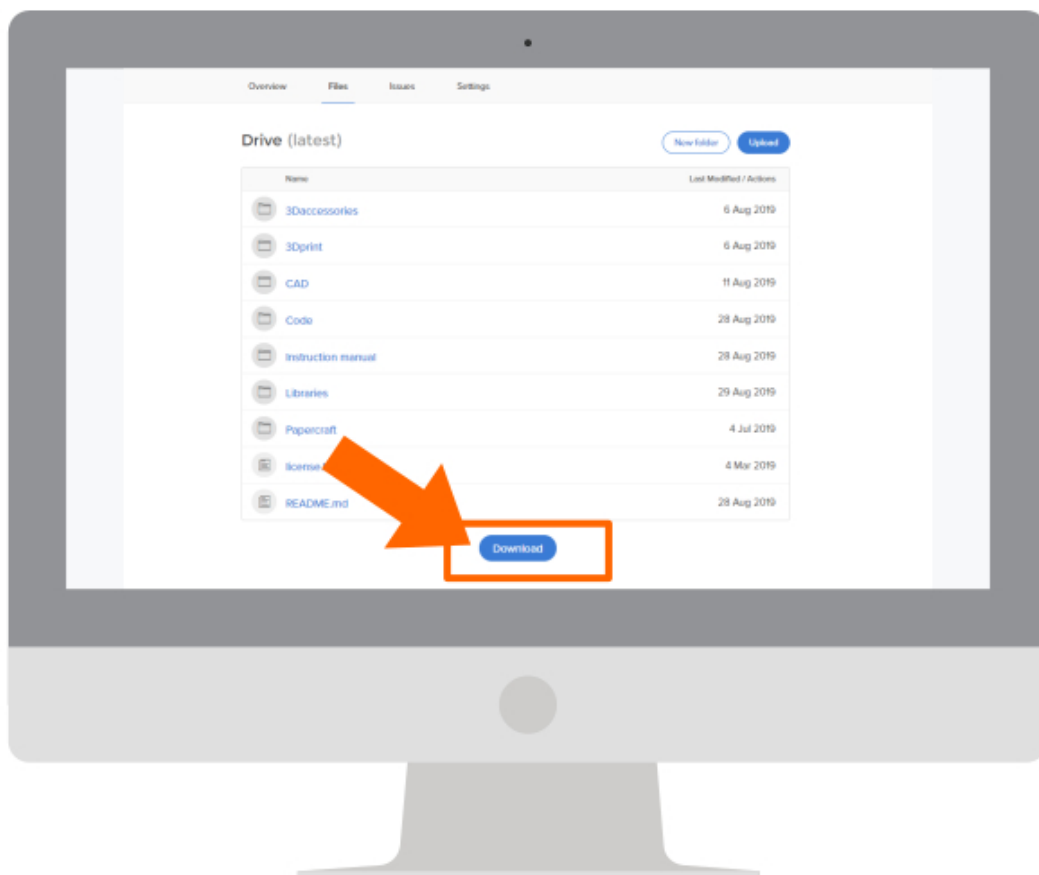 Overview Files Issues Settings
Drive (latest) New folder Upload
Name Last Modified / Actions
3Daccessories 6 Aug 2019
3Dprint 6 Aug 2019
CAD 11 Aug 2019
Code 28 Aug 2019
Instruction manual 28 Aug 2019
Libraries 29 Aug 2019
Papercraft 4 Jul 2019
license 4 Mar 2019
README.md 28 Aug 2019
Download